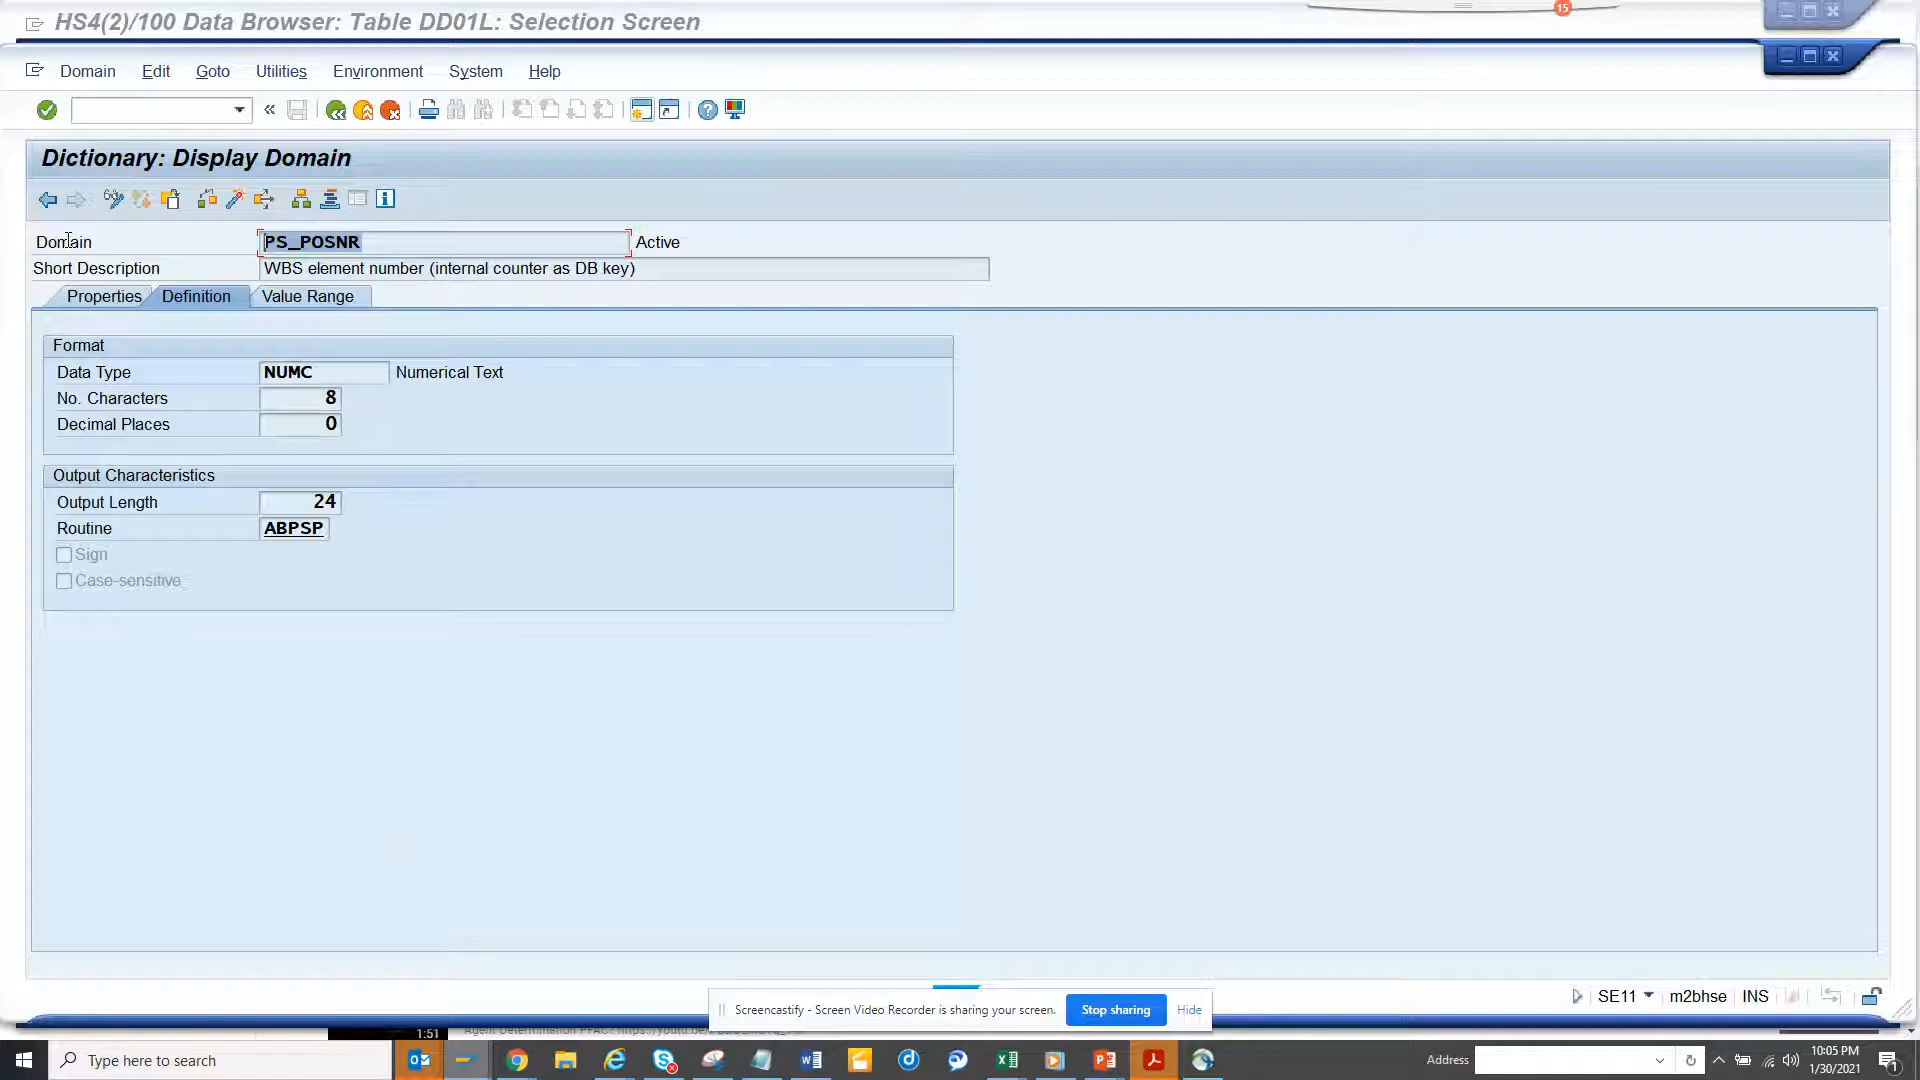 HS4(2)/100 Data Browser: Table DD01L: Selection Screen
15
Domain Edit Goto Utilities Environment System Help
Dictionary: Display Domain
Domain PS_POSNR Active
Short Description WBS element number (internal counter as DB key)
Properties Definition Value Range
Format
Data Type NUMC Numerical Text
No. Characters 8
Decimal Places 0
Output Characteristics
Output Length 24
Routine ABPSP
Sign
Case-sensitive
SE11 m2bhse INS
Screencastify - Screen Video Recorder is sharing your screen. Stop sharing Hide
1:51
Type here to search
Address
10:05 PM
1/30/2021
1